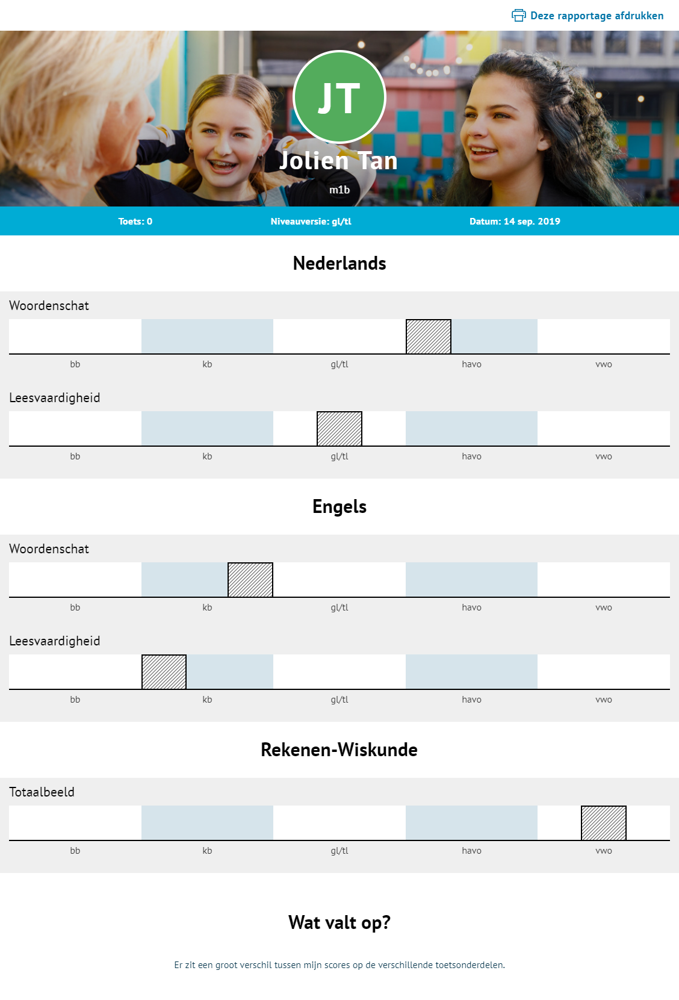 Deze rapportage afdrukken
JT
Jolien Tan
m1b
Toets: 0 Niveauversie: gl/tl Datum: 14 sep. 2019
Nederlands
Woordenschat
bb kb gl/tl havo vwo
Leesvaardigheid
bb kb gl/tl havo vwo
Engels
Woordenschat
bb kb gl/tl havo vwo
Leesvaardigheid
bb kb gl/tl havo vwo
Rekenen-Wiskunde
Totaalbeeld
bb kb gl/tl havo vwo
Wat valt op?
Er zit een groot verschil tussen mijn scores op de verschillende toetsonderdelen.